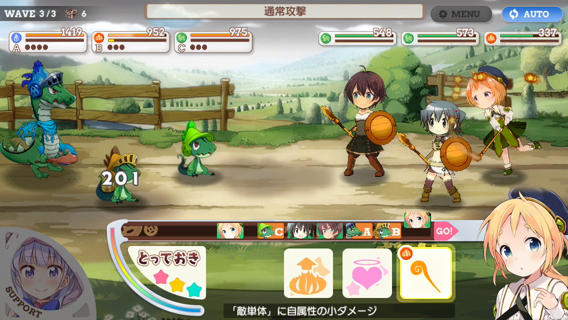 WAVE 3/3 6
通常攻撃
MENU
AUTO
A 1419
B 952
C 975
548
573
337
201
C A B GO!
とっておき
SUPPORT
「敵単体」に自属性の小ダメージ